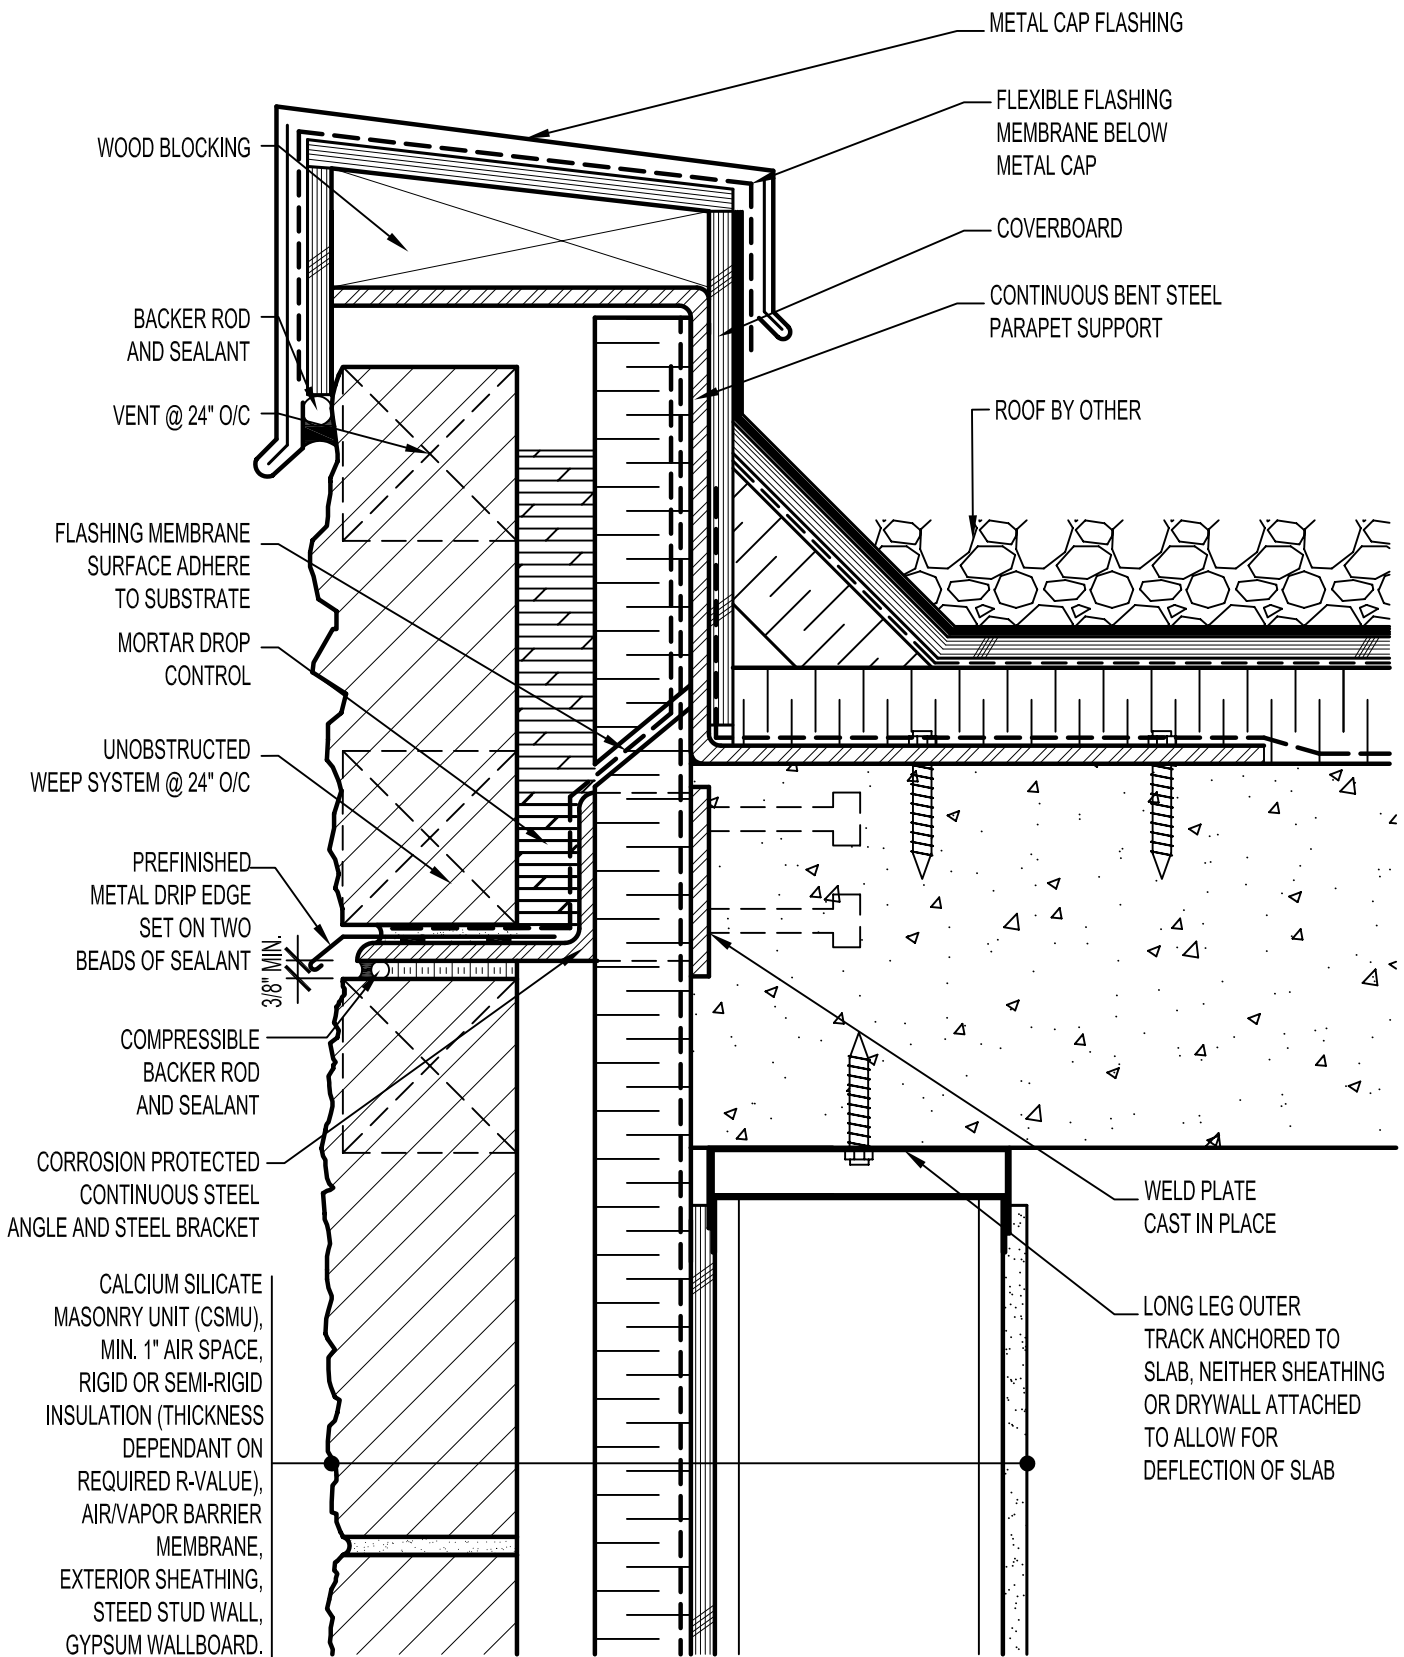 METAL CAP FLASHING
FLEXIBLE FLASHING
MEMBRANE BELOW
METAL CAP
WOOD BLOCKING
COVERBOARD
CONTINUOUS BENT STEEL
PARAPET SUPPORT
BACKER ROD
AND SEALANT
VENT @ 24" O/C
ROOF BY OTHER
FLASHING MEMBRANE
SURFACE ADHERE
TO SUBSTRATE
MORTAR DROP
CONTROL
UNOBSTRUCTED
WEEP SYSTEM @ 24" O/C
PREFINISHED
METAL DRIP EDGE
SET ON TWO
BEADS OF SEALANT
3/8" MIN.
COMPRESSIBLE
BACKER ROD
AND SEALANT
CORROSION PROTECTED
CONTINUOUS STEEL
ANGLE AND STEEL BRACKET
WELD PLATE
CAST IN PLACE
CALCIUM SILICATE
MASONRY UNIT (CSMU),
MIN. 1" AIR SPACE,
RIGID OR SEMI-RIGID
INSULATION (THICKNESS
DEPENDANT ON
REQUIRED R-VALUE),
AIR/VAPOR BARRIER
MEMBRANE,
EXTERIOR SHEATHING,
STEED STUD WALL,
GYPSUM WALLBOARD.
LONG LEG OUTER
TRACK ANCHORED TO
SLAB, NEITHER SHEATHING
OR DRYWALL ATTACHED
TO ALLOW FOR
DEFLECTION OF SLAB